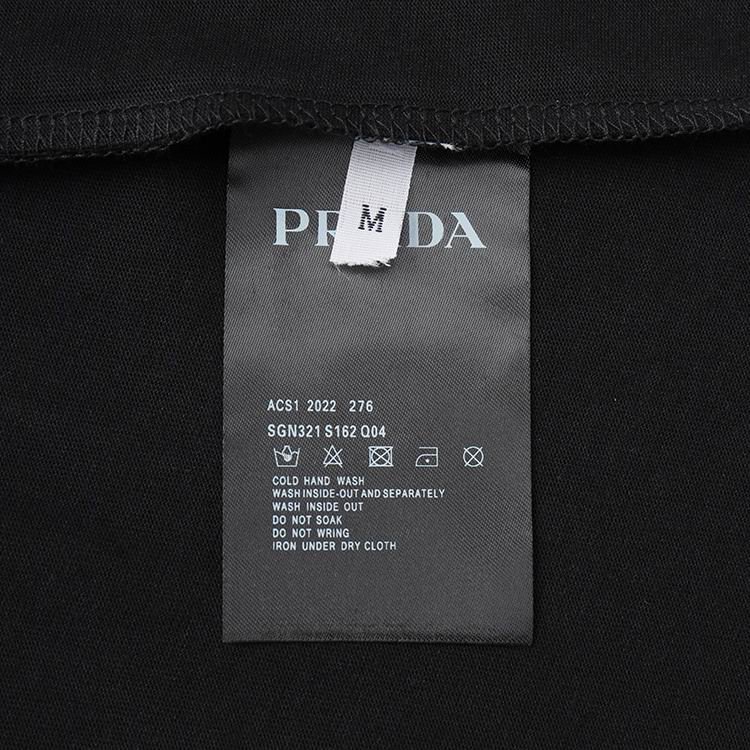 M
PR DA
ACS1 2022 276
SGN321 S162 Q04
COLD HAND WASH
WASH INSIDE-OUT AND SEPARATELY
WASH INSIDE OUT
DO NOT SOAK
DO NOT WRING
IRON UNDER DRY CLOTH